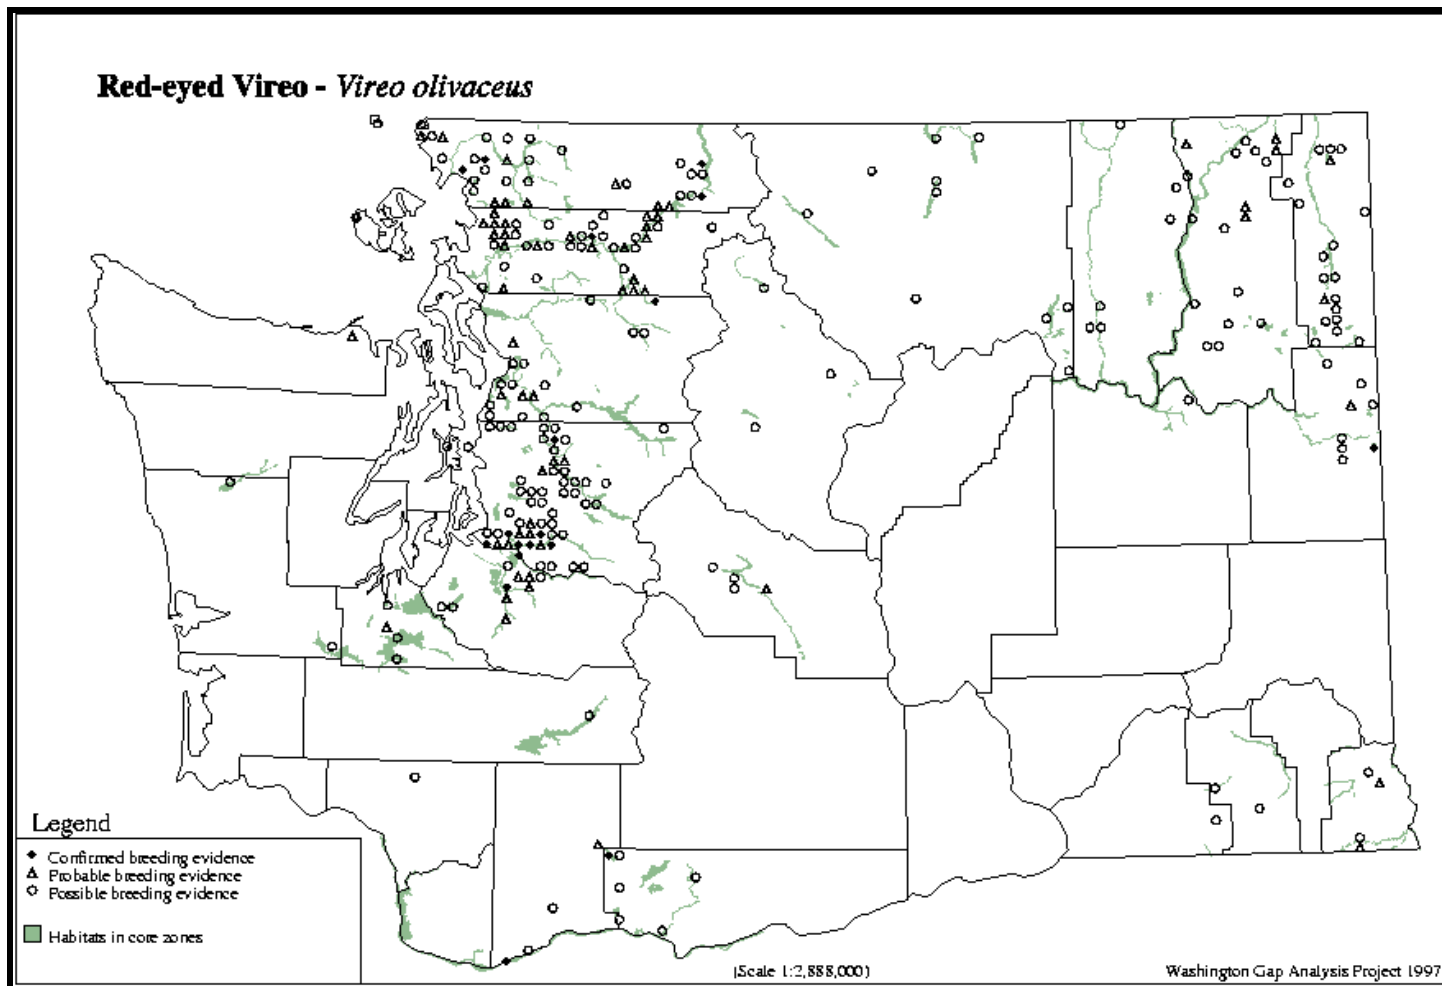 Red-eyed Vireo - Vireo olivaceus
Legend
Confirmed breeding evidence
Probable breeding evidence
Possible breeding evidence
Habitats in core zones
(Scale 1:2,888,000)
Washington Gap Analysis Project 1997